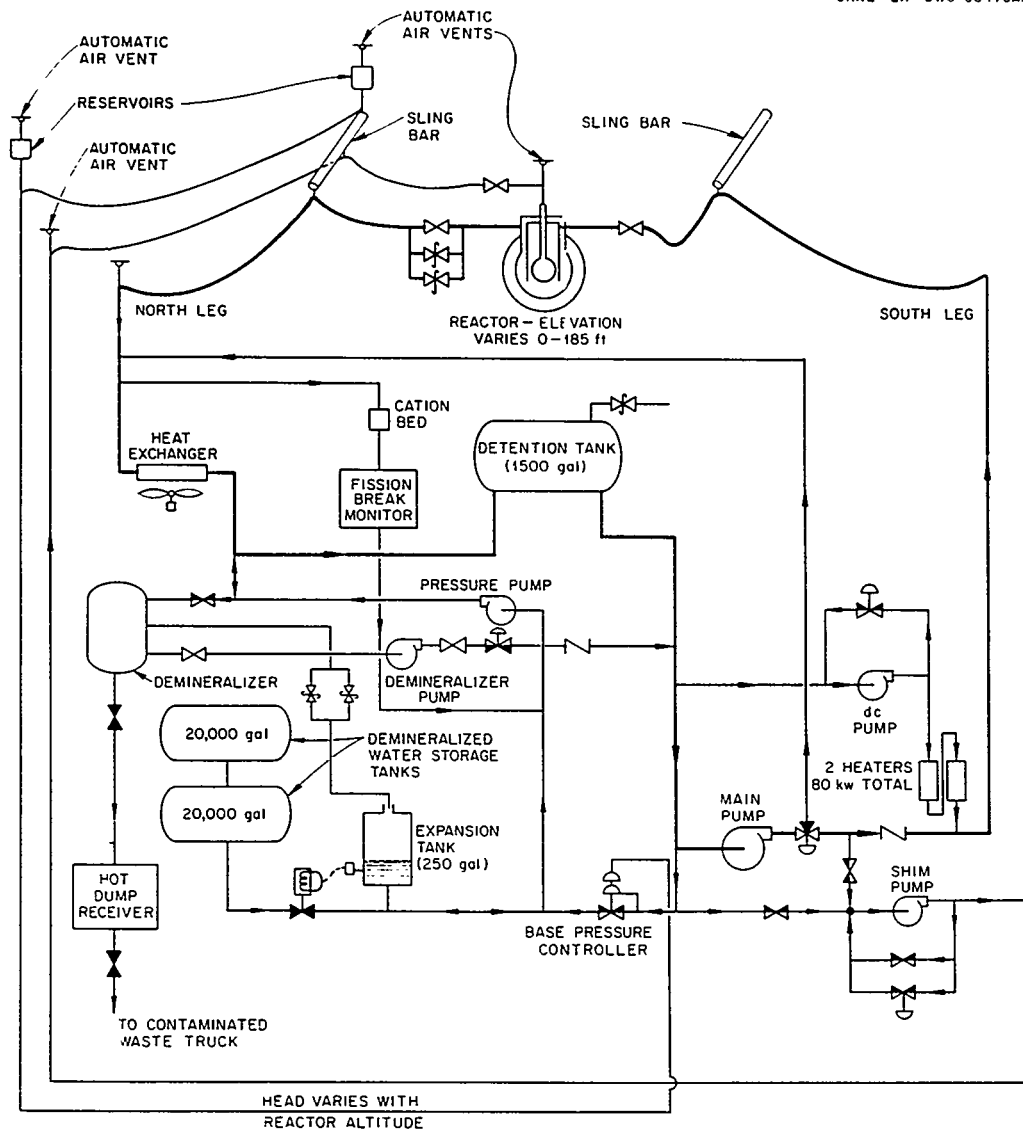 AUTOMATIC
AIR VENTS
AUTOMATIC
AIR VENT
RESERVOIRS
SLING
BAR
SLING BAR
AUTOMATIC
AIR VENT
NORTH LEG
REACTOR – ELEVATION
VARIES 0–185 ft
SOUTH LEG
CATION
BED
HEAT
EXCHANGER
DETENTION TANK
(1500 gal)
FISSION
BREAK
MONITOR
PRESSURE PUMP
DEMINERALIZER
DEMINERALIZER
PUMP
dc
PUMP
20,000 gal
DEMINERALIZED
WATER STORAGE
TANKS
2 HEATERS
80 kw TOTAL
20,000 gal
MAIN
PUMP
EXPANSION
TANK
(250 gal)
HOT
DUMP
RECEIVER
SHIM
PUMP
BASE PRESSURE
CONTROLLER
TO CONTAMINATED
WASTE TRUCK
HEAD VARIES WITH
REACTOR ALTITUDE